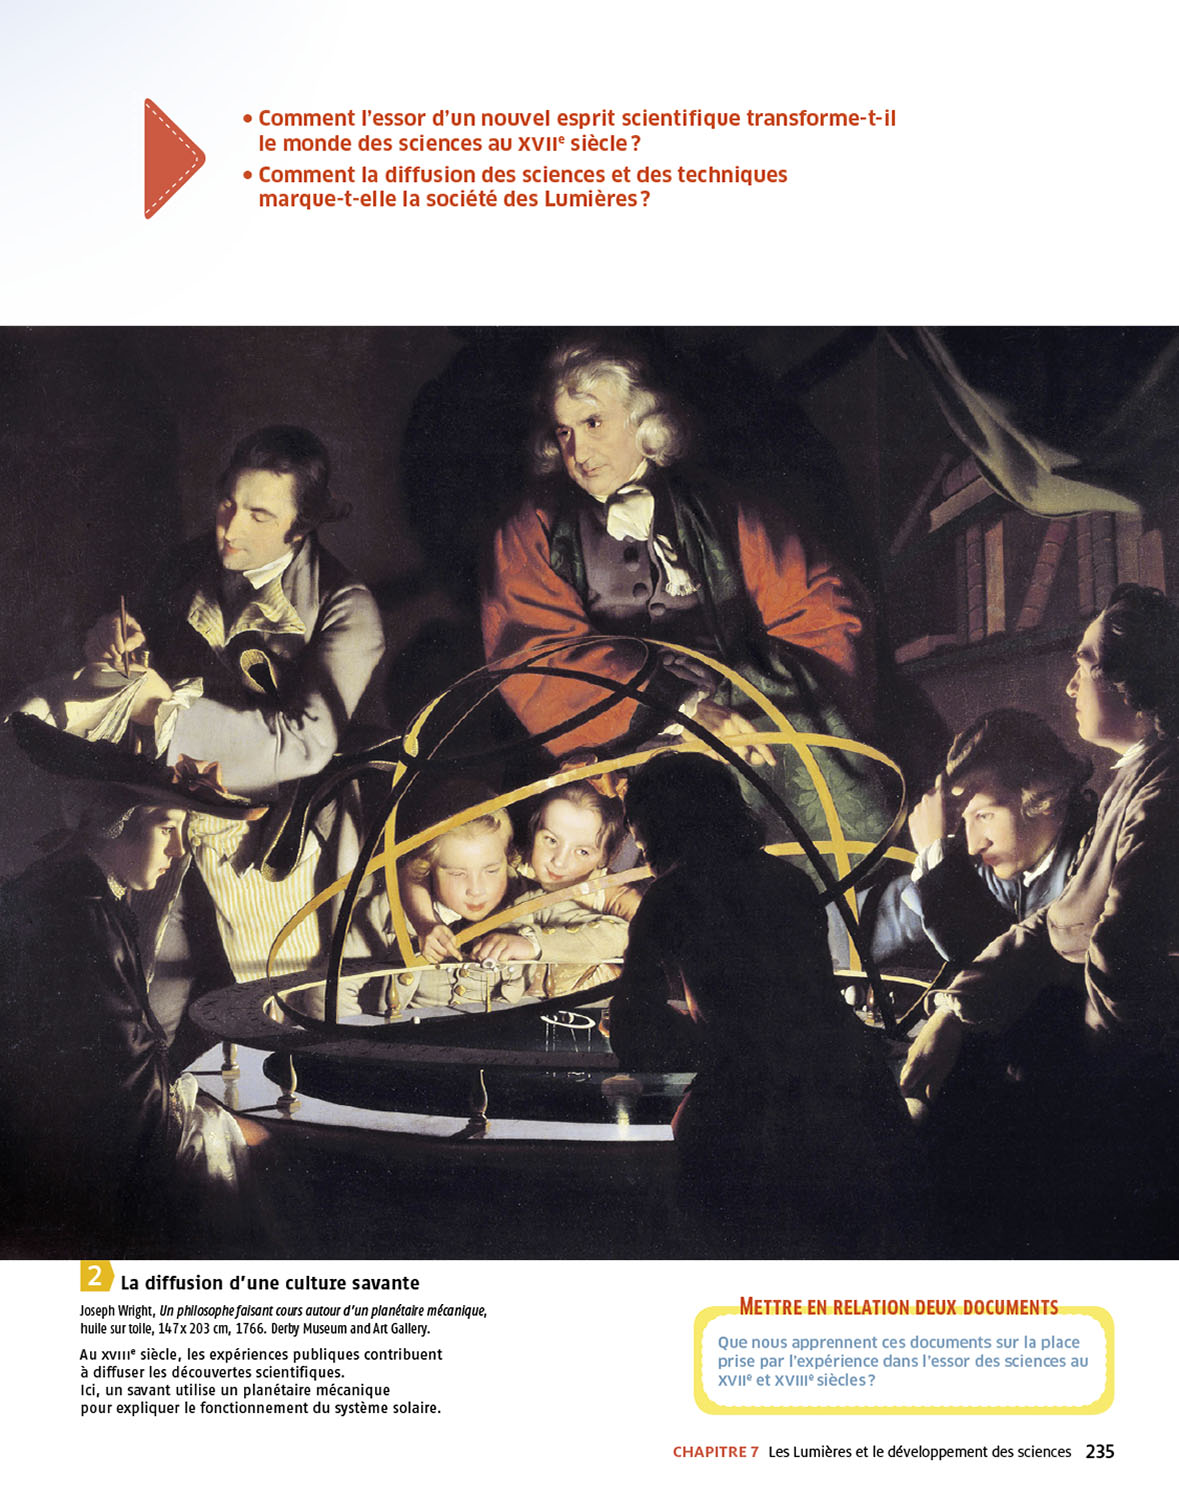 • Comment l’essor d’un nouvel esprit scientifique transforme-t-il
le monde des sciences au XVIIe siècle ?
• Comment la diffusion des sciences et des techniques
marque-t-elle la société des Lumières ?
2 La diffusion d’une culture savante
Joseph Wright, Un philosophe faisant cours autour d’un planétaire mécanique,
huile sur toile, 147 x 203 cm, 1766. Derby Museum and Art Gallery.
Au XVIIIe siècle, les expériences publiques contribuent
à diffuser les découvertes scientifiques.
Ici, un savant utilise un planétaire mécanique
pour expliquer le fonctionnement du système solaire.
METTRE EN RELATION DEUX DOCUMENTS
Que nous apprennent ces documents sur la place
prise par l’expérience dans l’essor des sciences au
XVIIe et XVIIIe siècles ?
CHAPITRE 7 Les Lumières et le développement des sciences 235